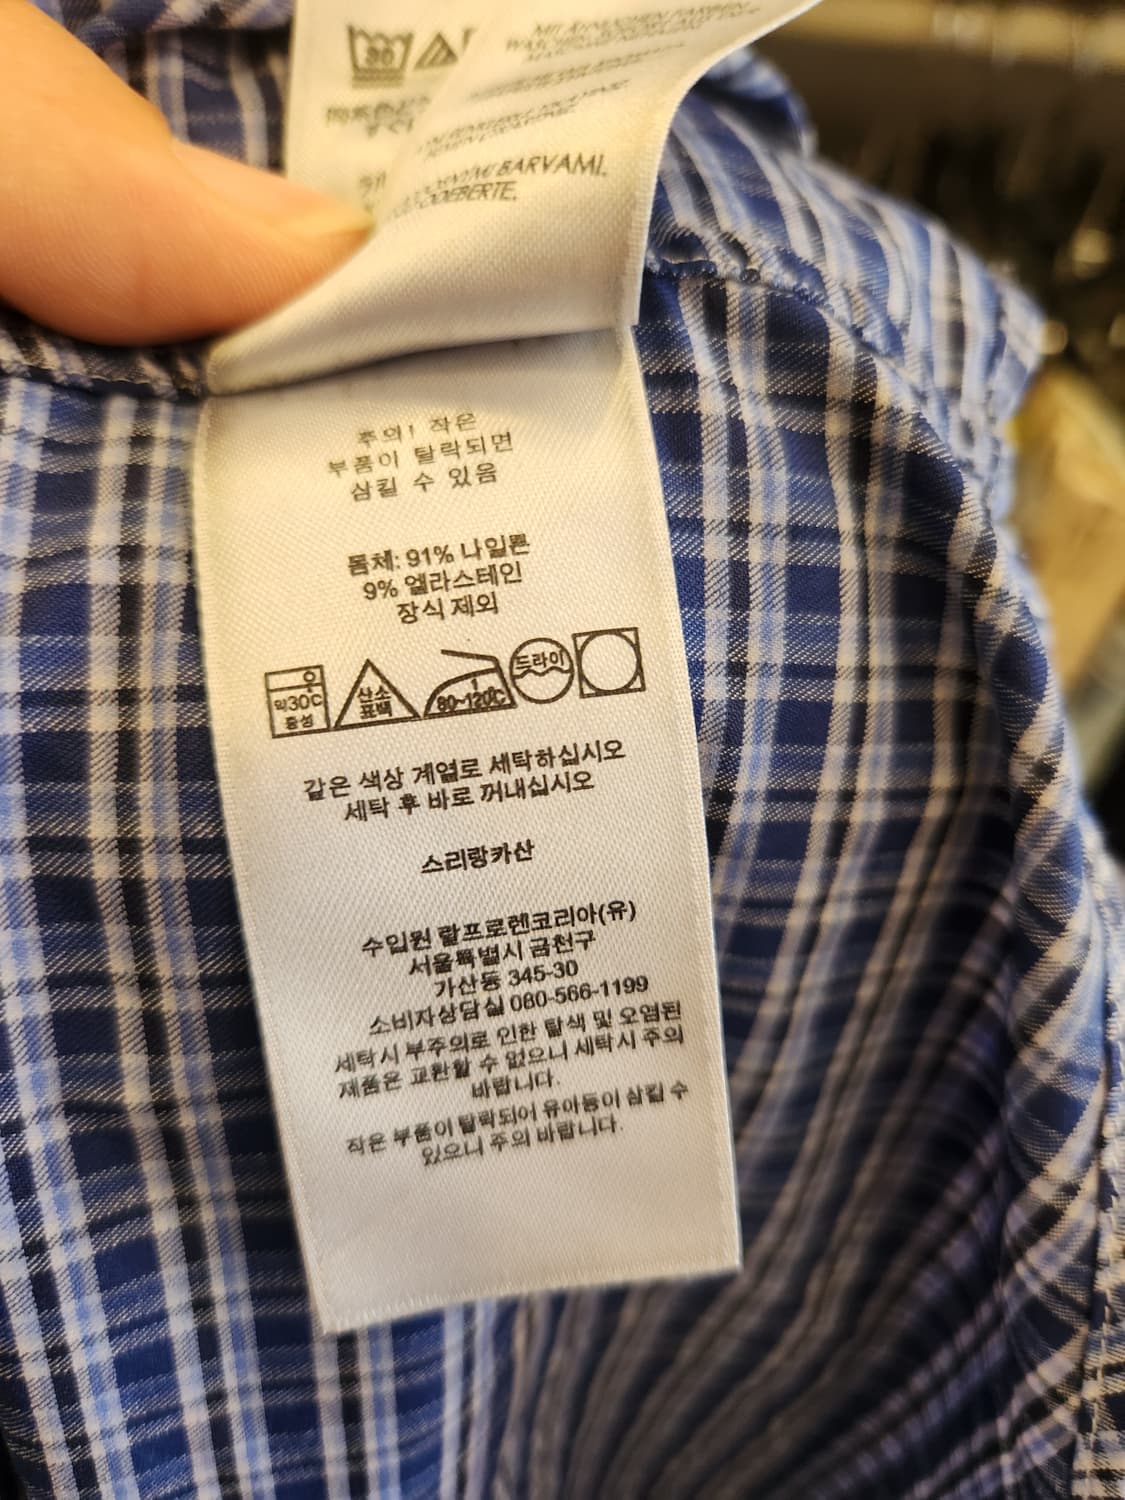 30
BARVAMI.
주의! 작은
부품이 탈락되면
삼킬 수 있음
몸체: 91% 나일론
9% 엘라스테인
장식 제외
약30℃
중성
산소
표백
80~120℃
드라이
같은 색상 계열로 세탁하십시오
세탁 후 바로 꺼내십시오
스리랑카산
수입원 랄프로렌코리아(유)
서울특별시 금천구
가산동 345-30
소비자상담실 080-566-1199
세탁시 부주의로 인한 탈색 및 오염된
제품은 교환할 수 없으니 세탁시 주의
바랍니다.
작은 부품이 탈락되어 유아등이 삼킬 수
있으니 주의 바랍니다.